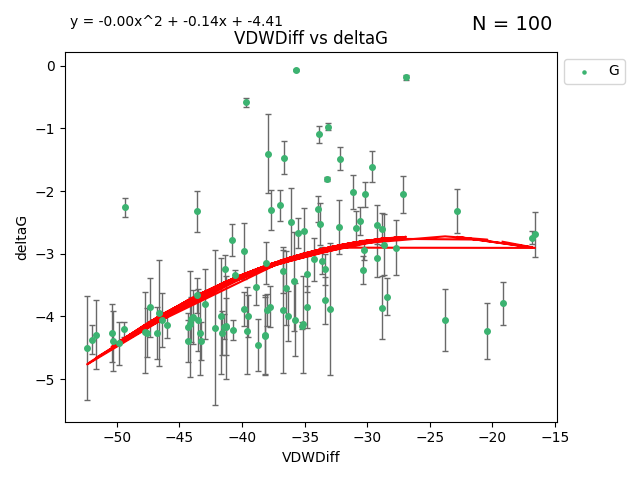 y = -0.00x^2 + -0.14x + -4.41
N = 100
VDWDiff vs deltaG
G
deltaG
0
−1
−2
−3
−4
−5
−50 −45 −40 −35 −30 −25 −20 −15
VDWDiff